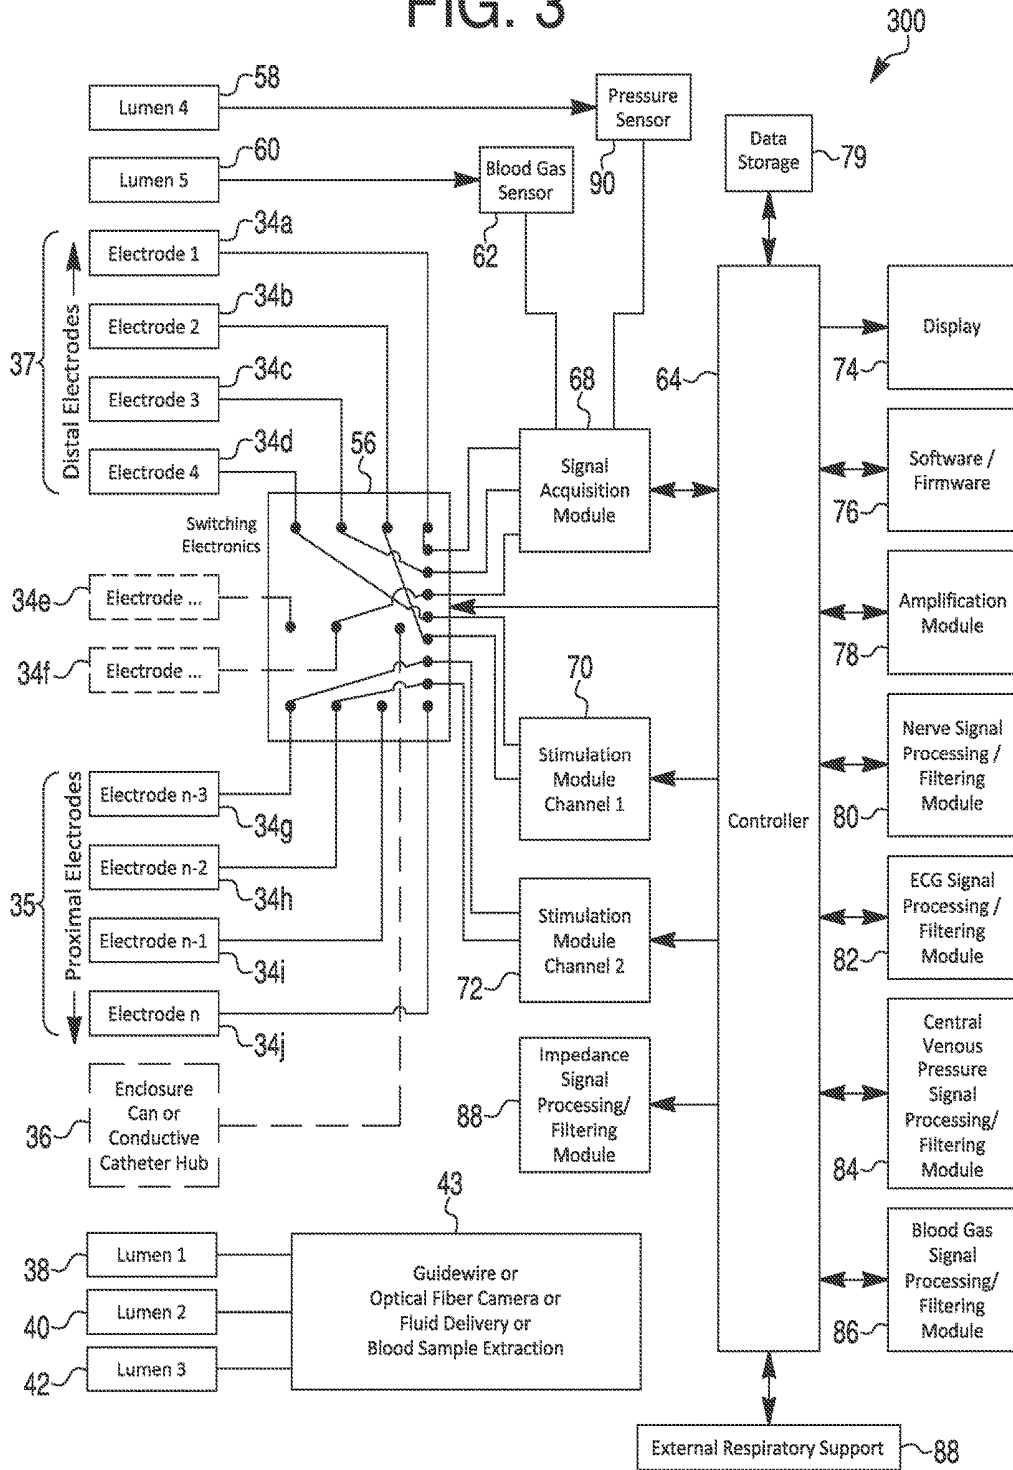 FIG. 3
300
Lumen 4
58
Pressure
Sensor
90
Data
Storage
79
Lumen 5
60
Blood Gas
Sensor
62
37
Distal Electrodes
Electrode 1
34a
Electrode 2
34b
Electrode 3
34c
Electrode 4
34d
56
Switching
Electronics
68
Signal
Acquisition
Module
64
Controller
Display
74
Software /
Firmware
76
34e
Electrode ...
34f
Electrode ...
Amplification
Module
78
70
Stimulation
Module
Channel 1
Nerve Signal
Processing /
Filtering Module
80
35
Proximal Electrodes
Electrode n-3
34g
Electrode n-2
34h
Electrode n-1
34i
Electrode n
34j
Stimulation
Module
Channel 2
72
ECG Signal
Processing /
Filtering
Module
82
36
Enclosure
Can or
Conductive
Catheter Hub
88
Impedance
Signal
Processing/
Filtering
Module
Central
Venous
Pressure
Signal
Processing/
Filtering
Module
84
38
Lumen 1
40
Lumen 2
42
Lumen 3
43
Guidewire or
Optical Fiber Camera or
Fluid Delivery or
Blood Sample Extraction
Blood Gas
Signal
Processing/
Filtering
Module
86
External Respiratory Support
88